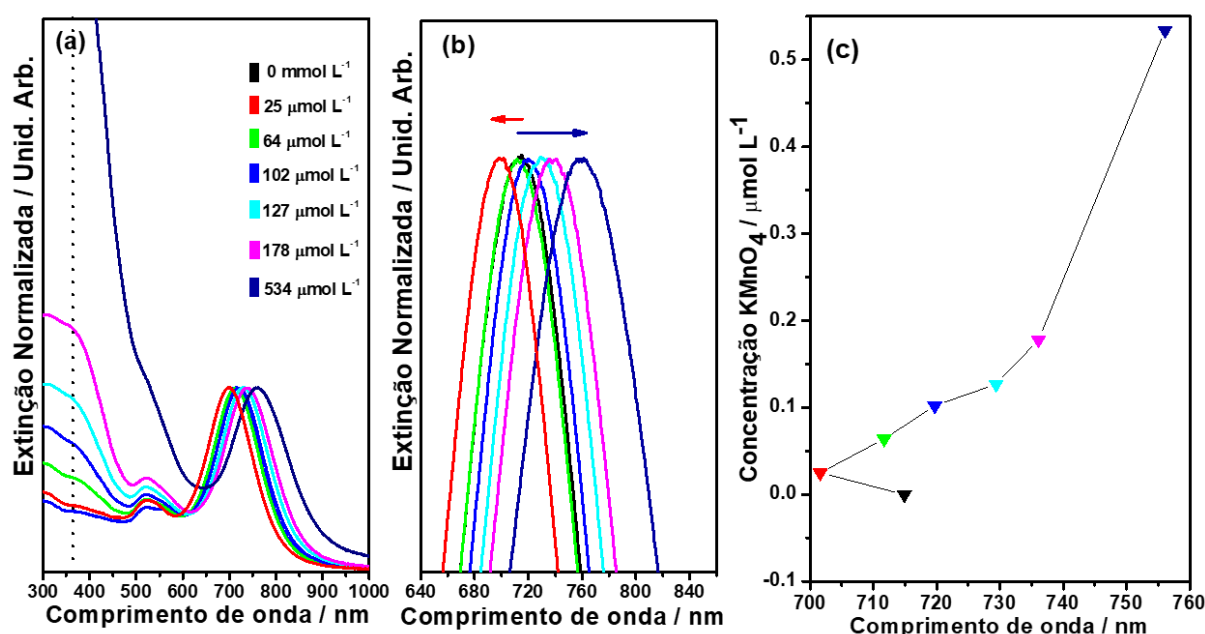 (a)
Extinção Normalizada / Unid. Arb.
0 mmol L⁻¹
25 μmol L⁻¹
64 μmol L⁻¹
102 μmol L⁻¹
127 μmol L⁻¹
178 μmol L⁻¹
534 μmol L⁻¹
300 400 500 600 700 800 900 1000
Comprimento de onda / nm
(b)
Extinção Normalizada / Unid. Arb.
640 680 720 760 800 840
Comprimento de onda / nm
(c)
Concentração KMnO₄ / μmol L⁻¹
0.5
0.4
0.3
0.2
0.1
0.0
-0.1
700 710 720 730 740 750 760
Comprimento de onda / nm